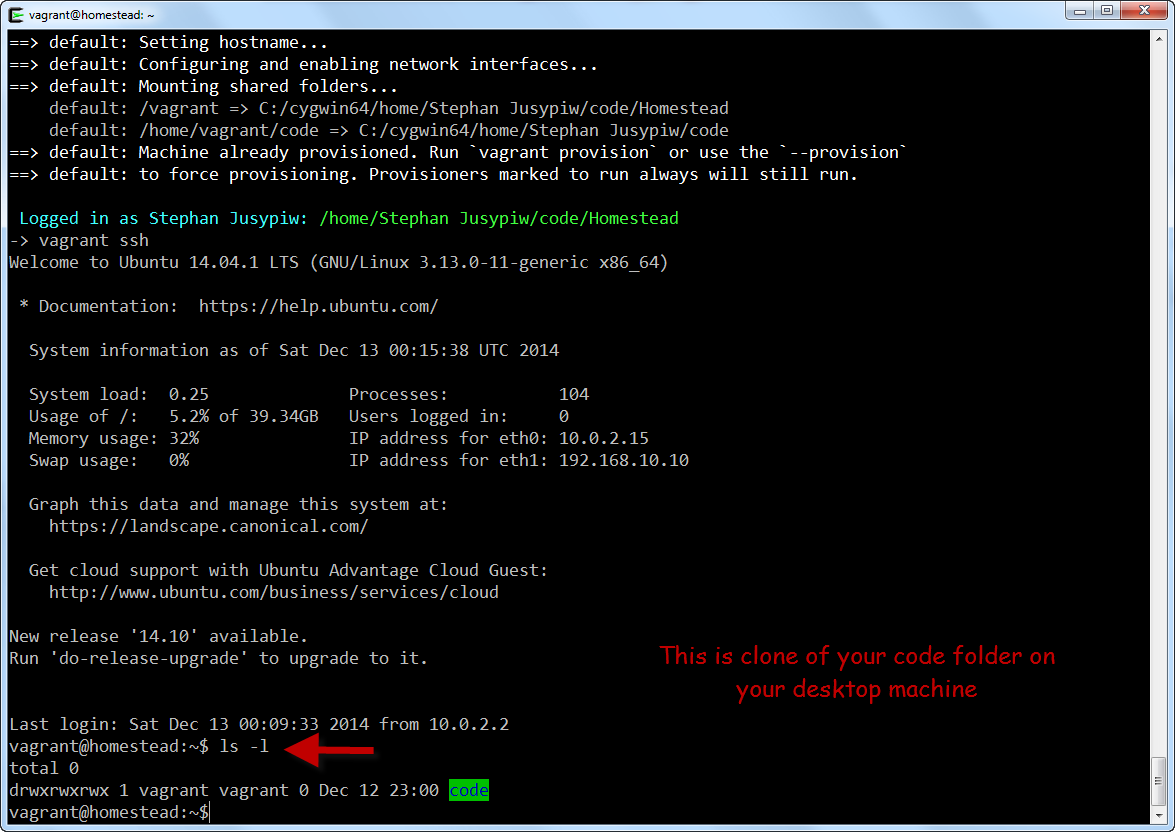 vagrant@homestead: ~
==> default: Setting hostname...
==> default: Configuring and enabling network interfaces...
==> default: Mounting shared folders...
    default: /vagrant => C:/cygwin64/home/Stephan Jusypiw/code/Homestead
    default: /home/vagrant/code => C:/cygwin64/home/Stephan Jusypiw/code
==> default: Machine already provisioned. Run `vagrant provision` or use the `--provision`
==> default: to force provisioning. Provisioners marked to run always will still run.
Logged in as Stephan Jusypiw: /home/Stephan Jusypiw/code/Homestead
-> vagrant ssh
Welcome to Ubuntu 14.04.1 LTS (GNU/Linux 3.13.0-11-generic x86_64)
* Documentation:  https://help.ubuntu.com/
System information as of Sat Dec 13 00:15:38 UTC 2014
System load:  0.25              Processes:           104
Usage of /:   5.2% of 39.34GB   Users logged in:     0
Memory usage: 32%               IP address for eth0: 10.0.2.15
Swap usage:   0%                IP address for eth1: 192.168.10.10
Graph this data and manage this system at:
https://landscape.canonical.com/
Get cloud support with Ubuntu Advantage Cloud Guest:
http://www.ubuntu.com/business/services/cloud
New release '14.10' available.
Run 'do-release-upgrade' to upgrade to it.
This is clone of your code folder on
your desktop machine
Last login: Sat Dec 13 00:09:33 2014 from 10.0.2.2
vagrant@homestead:~$ ls -l
total 0
drwxrwxrwx 1 vagrant vagrant 0 Dec 12 23:00 code
vagrant@homestead:~$